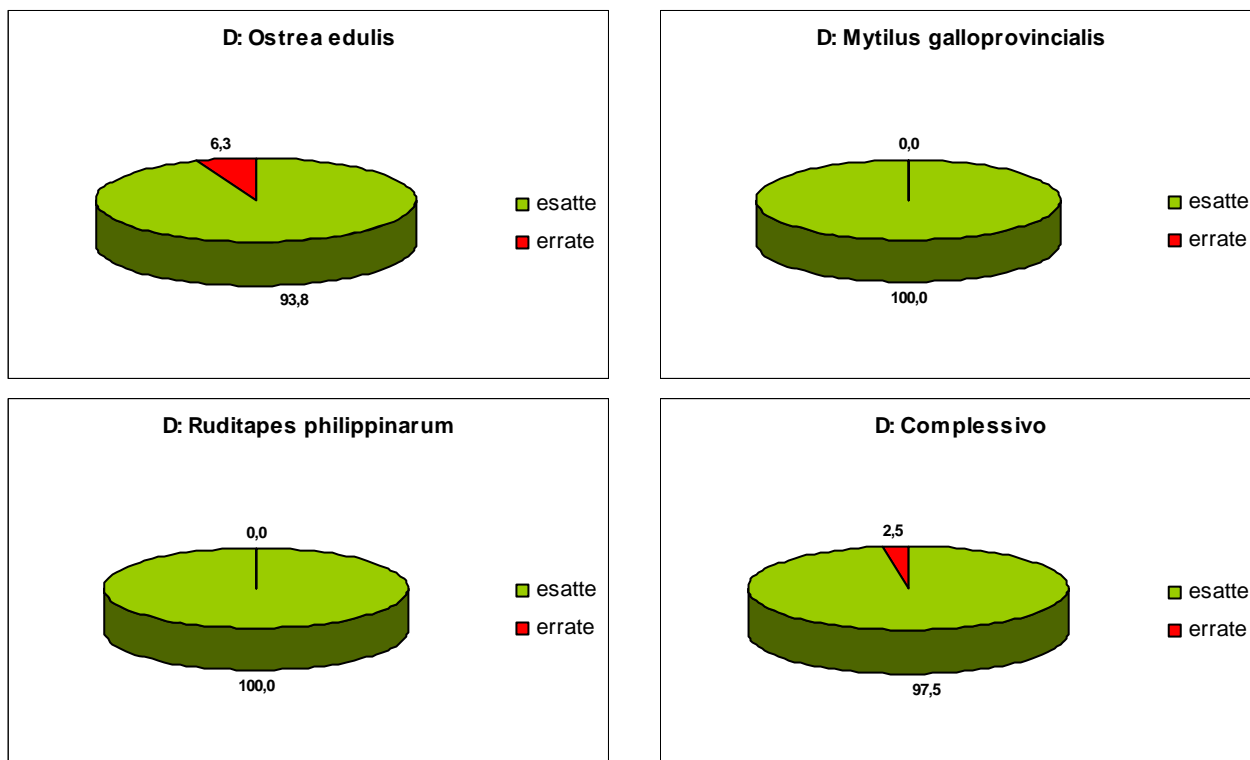 D: Ostrea edulis
6,3
esatte
errate
93,8
D: Mytilus galloprovincialis
0,0
esatte
errate
100,0
D: Ruditapes philippinarum
0,0
esatte
errate
100,0
D: Complessivo
2,5
esatte
errate
97,5